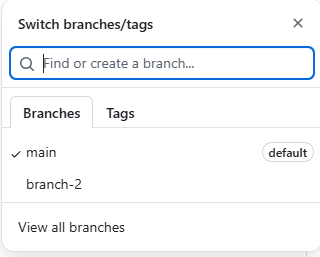 Switch branches/tags
Find or create a branch...
Branches Tags
main default
branch-2
View all branches